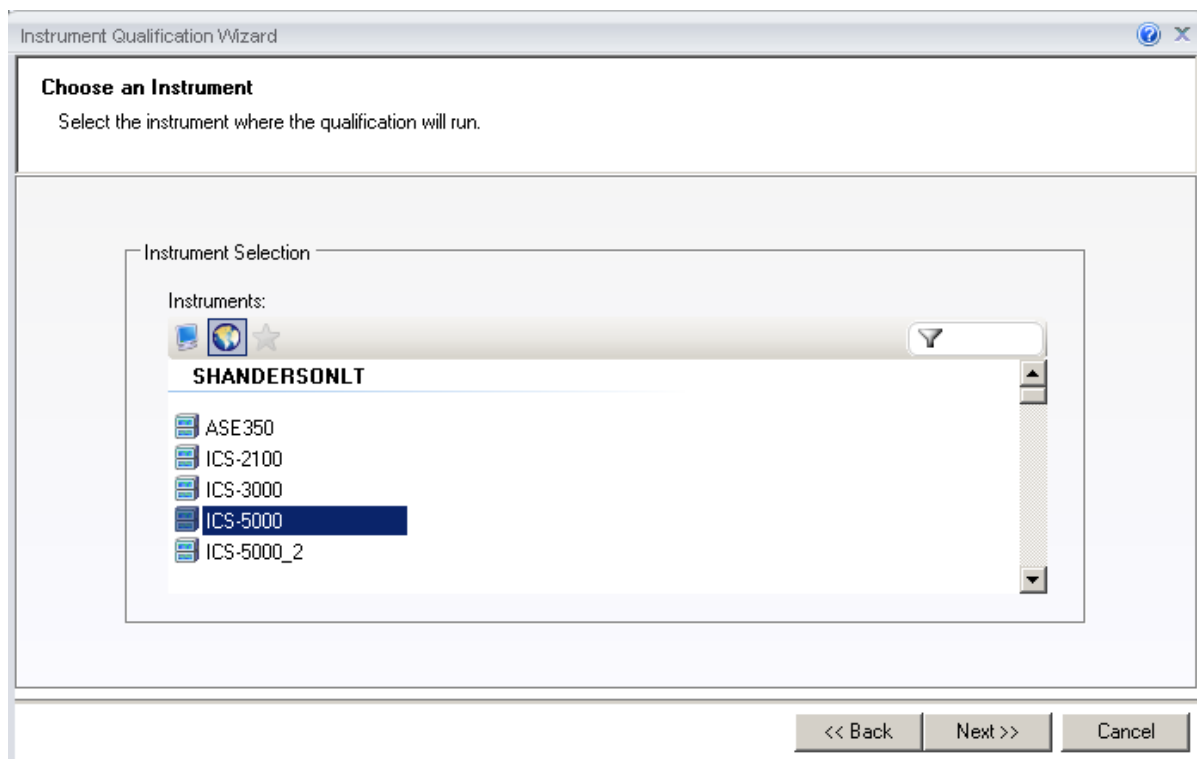 Instrument Qualification Wizard
Choose an Instrument
Select the instrument where the qualification will run.
Instrument Selection
Instruments:
SHANDERSONLT
ASE350
ICS-2100
ICS-3000
ICS-5000
ICS-5000_2
<< Back Next >> Cancel